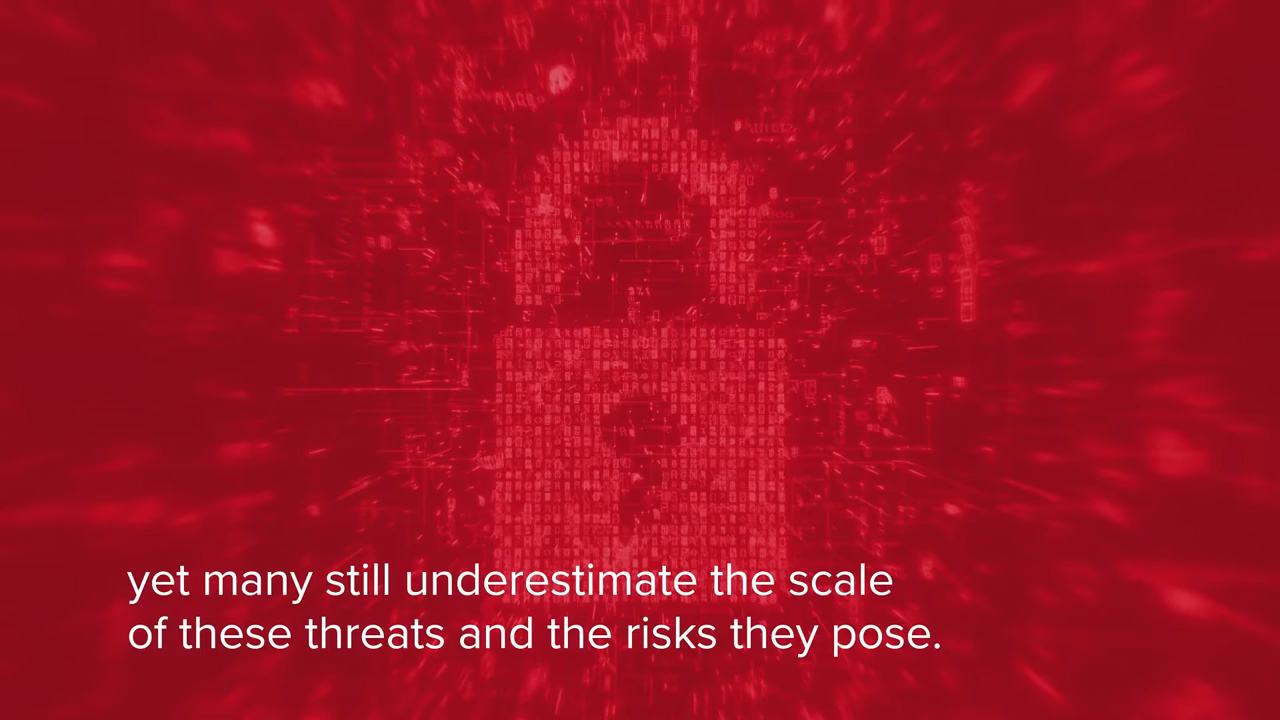 yet many still underestimate the scale
of these threats and the risks they pose.